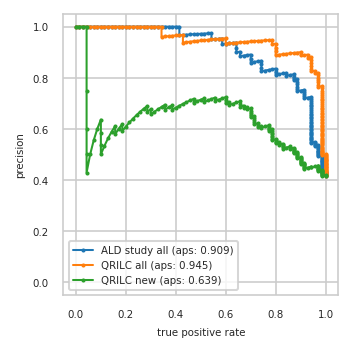 1.0
0.8
0.6
0.4
0.2
0.0
precision
ALD study all (aps: 0.909)
QRILC all (aps: 0.945)
QRILC new (aps: 0.639)
0.0 0.2 0.4 0.6 0.8 1.0
true positive rate